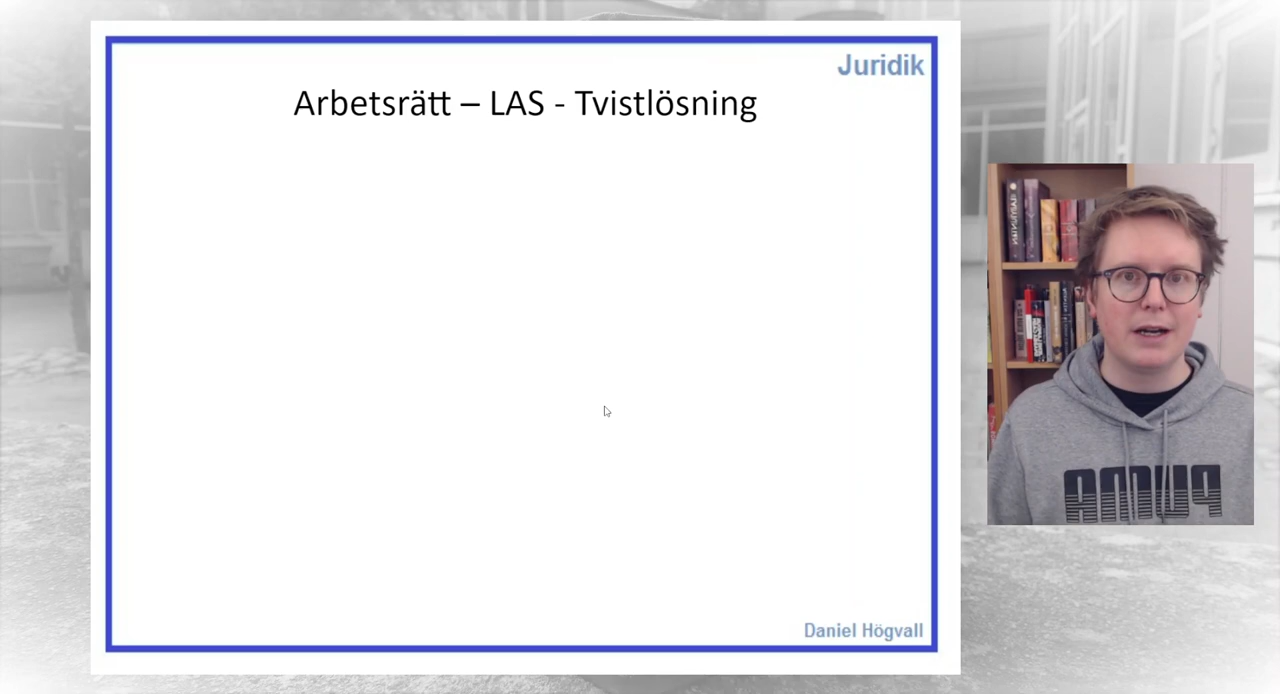 Juridik
Arbetsrätt – LAS - Tvistlösning
Daniel Högvall